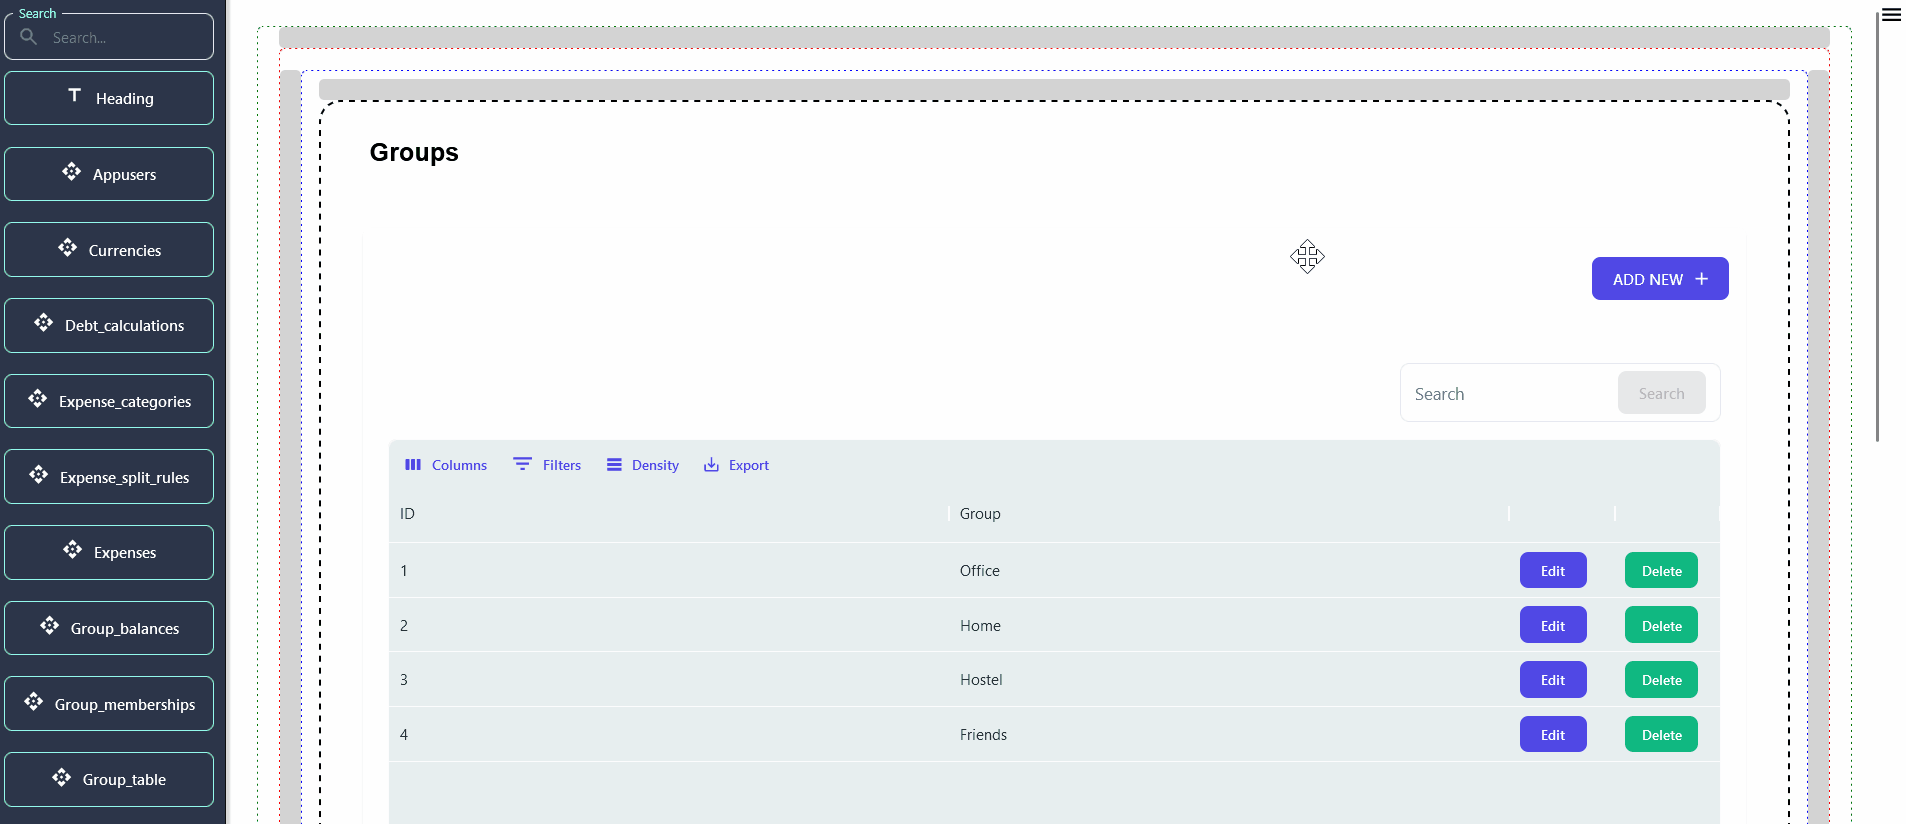 Search
Search...
Heading
Appusers
Currencies
Debt_calculations
Expense_categories
Expense_split_rules
Expenses
Group_balances
Group_memberships
Group_table
Groups
ADD NEW
Search Search
Columns Filters Density Export
ID Group
1 Office Edit Delete
2 Home Edit Delete
3 Hostel Edit Delete
4 Friends Edit Delete